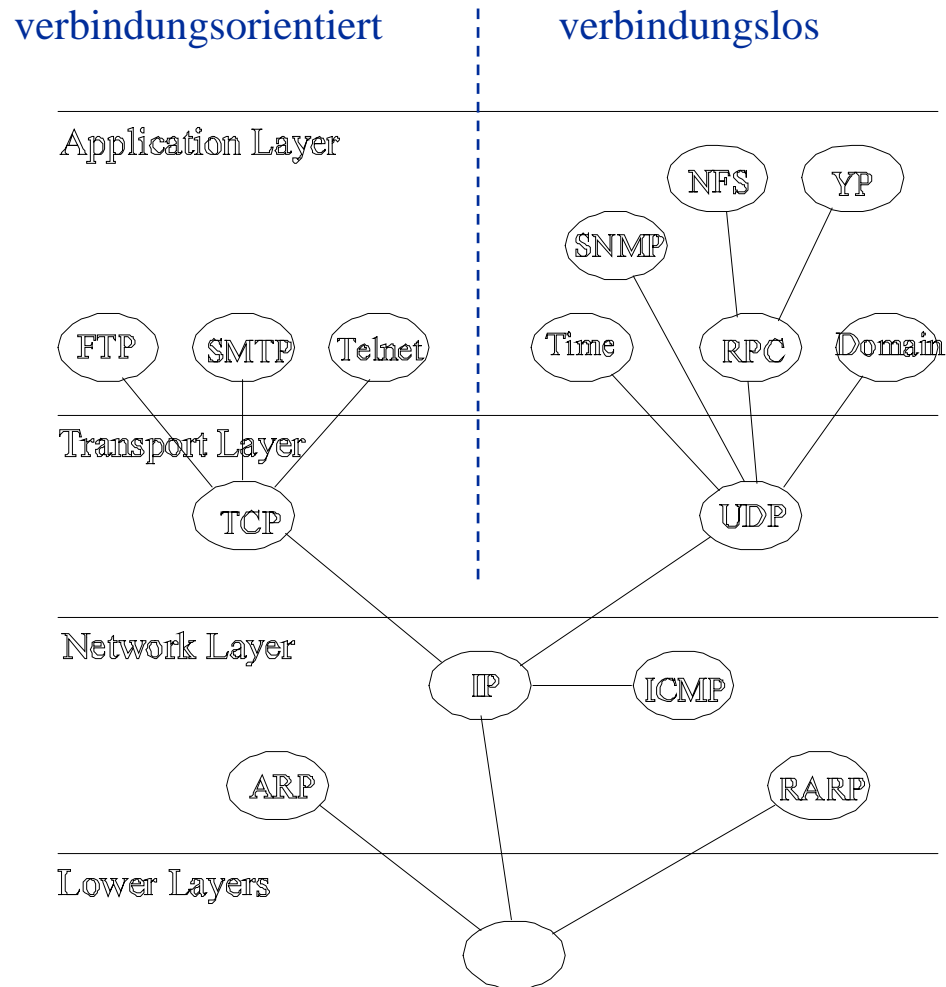 verbindungsorientiert
verbindungslos
Application Layer
NFS
YP
SNMP
FTP
SMTP
Telnet
Time
RPC
Domain
Transport Layer
TCP
UDP
Network Layer
IP
ICMP
ARP
RARP
Lower Layers